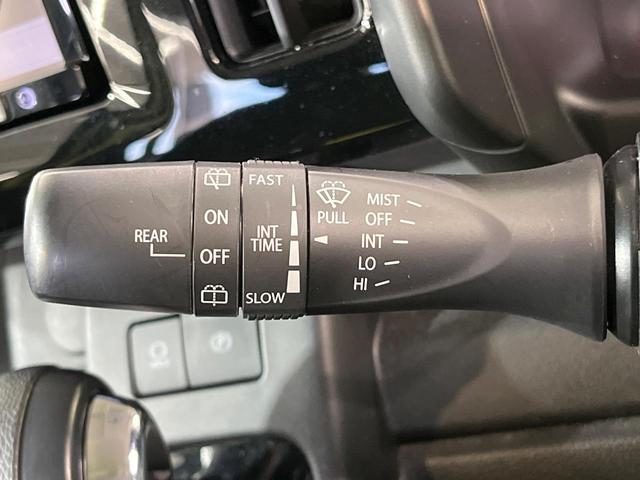 REAR
ON
OFF
FAST
INT
TIME
SLOW
PULL
MIST
OFF
INT
LO
HI